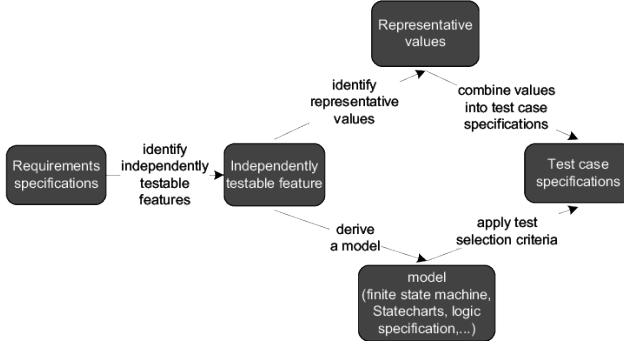 Representative
values
identify
representative
values
combine values
into test case
specifications
Requirements
specifications
identify
independently
testable
features
Independently
testable feature
Test case
specifications
derive
a model
apply test
selection criteria
model
(finite state machine,
Statecharts, logic
specification,...)